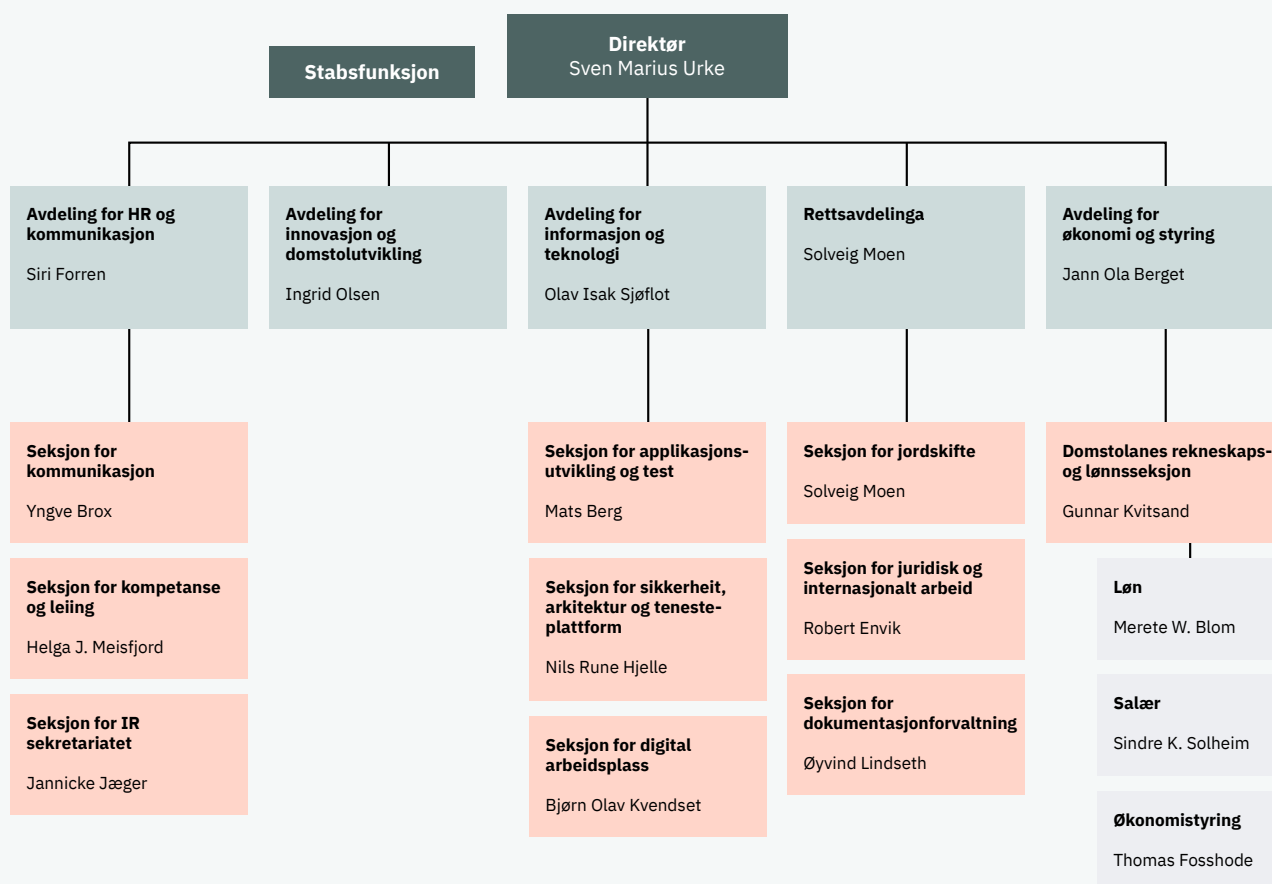 Stabsfunksjon
Direktør
Sven Marius Urke
Avdeling for HR og
kommunikasjon
Siri Forren
Avdeling for
innovasjon og
domstolutvikling
Ingrid Olsen
Avdeling for
informasjon og
teknologi
Olav Isak Sjøflot
Rettsavdelinga
Solveig Moen
Avdeling for
økonomi og styring
Jann Ola Berget
Seksjon for
kommunikasjon
Yngve Brox
Seksjon for kompetanse
og leiing
Helga J. Meisfjord
Seksjon for IR
sekretariatet
Jannicke Jæger
Seksjon for applikasjons-
utvikling og test
Mats Berg
Seksjon for sikkerheit,
arkitektur og teneste-
plattform
Nils Rune Hjelle
Seksjon for digital
arbeidsplass
Bjørn Olav Kvendset
Seksjon for jordskifte
Solveig Moen
Seksjon for juridisk og
internasjonalt arbeid
Robert Envik
Seksjon for
dokumentasjonforvaltning
Øyvind Lindseth
Domstolanes rekneskaps-
og lønnsseksjon
Gunnar Kvitsand
Løn
Merete W. Blom
Salær
Sindre K. Solheim
Økonomistyring
Thomas Fosshode